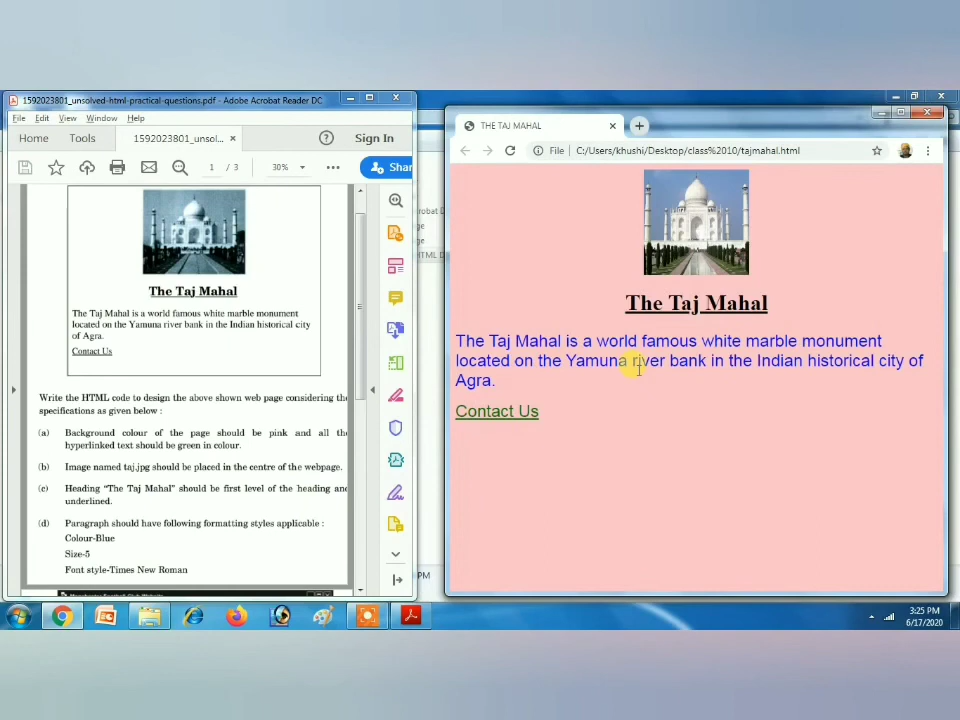 1592023801_unsolved-html-practical-questions.pdf - Adobe Acrobat Reader DC
File Edit View Window Help
Home Tools 1592023801_unsol... × Sign In
1 / 3 30% Shar
The Taj Mahal
The Taj Mahal is a world famous white marble monument
located on the Yamuna river bank in the Indian historical city
of Agra.
Contact Us
Write the HTML code to design the above shown web page considering the
specifications as given below :
(a) Background colour of the page should be pink and all the
hyperlinked text should be green in colour.
(b) Image named taj.jpg should be placed in the centre of the webpage.
(c) Heading “The Taj Mahal” should be first level of the heading and
underlined.
(d) Paragraph should have following formatting styles applicable :
Colour-Blue
Size-5
Font style-Times New Roman
THE TAJ MAHAL
File C:/Users/khushi/Desktop/class%2010/tajmahal.html
The Taj Mahal
The Taj Mahal is a world famous white marble monument
located on the Yamuna river bank in the Indian historical city of
Agra.
Contact Us
PM
3:25 PM
6/17/2020